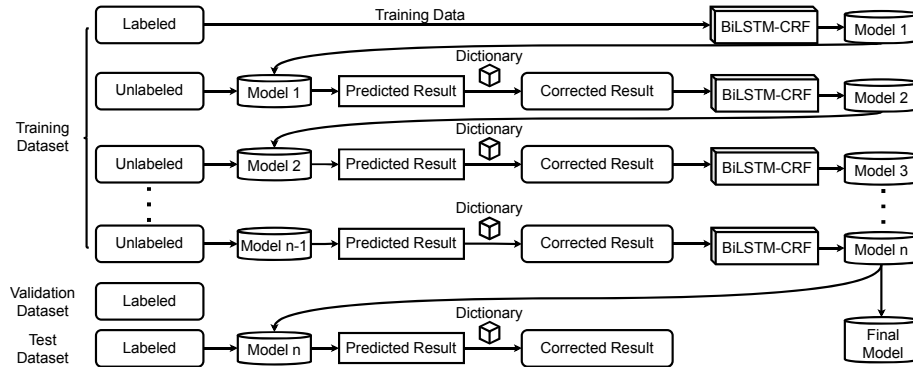 Labeled
Training Data
BiLSTM-CRF
Model 1
Dictionary
Unlabeled
Model 1
Predicted Result
Corrected Result
BiLSTM-CRF
Model 2
Training
Dataset
Dictionary
Unlabeled
Model 2
Predicted Result
Corrected Result
BiLSTM-CRF
Model 3
Dictionary
Unlabeled
Model n-1
Predicted Result
Corrected Result
BiLSTM-CRF
Model n
Validation
Dataset
Labeled
Dictionary
Test
Dataset
Labeled
Model n
Predicted Result
Corrected Result
Final
Model